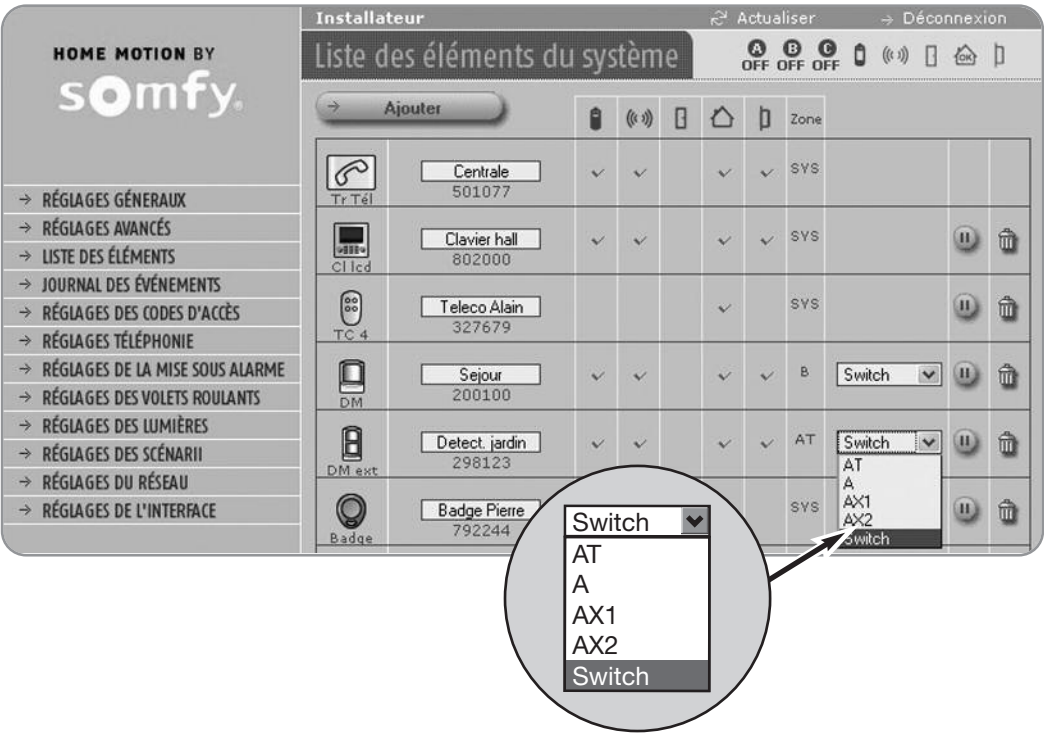 Installateur
Actualiser
Déconnexion
HOME MOTION BY
somfy.
Liste des éléments du système
A B C
OFF OFF OFF
OK
Ajouter
Zone
RÉGLAGES GÉNERAUX
RÉGLAGES AVANCÉS
LISTE DES ÉLÉMENTS
JOURNAL DES ÉVÉNEMENTS
RÉGLAGES DES CODES D'ACCÈS
RÉGLAGES TÉLÉPHONIE
RÉGLAGES DE LA MISE SOUS ALARME
RÉGLAGES DES VOLETS ROULANTS
RÉGLAGES DES LUMIÈRES
RÉGLAGES DES SCÉNARII
RÉGLAGES DU RÉSEAU
RÉGLAGES DE L'INTERFACE
Tr Tél
Centrale
501077
SYS
Cl lcd
Clavier hall
802000
SYS
TC 4
Teleco Alain
327679
SYS
DM
Sejour
200100
B
Switch
DM ext
Detect. jardin
298123
AT
Switch
AT
A
AX1
AX2
Switch
Badge
Badge Pierre
792244
SYS
Switch
AT
A
AX1
AX2
Switch